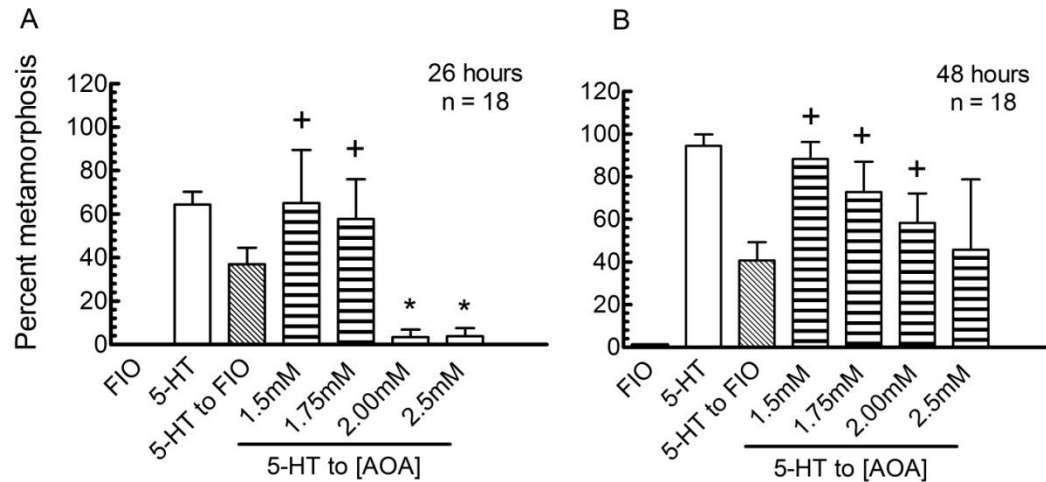 A
26 hours
n = 18
Percent metamorphosis
120
100
80
60
40
20
0
+
+
*
*
FIO
5-HT
5-HT to FIO
1.5mM
1.75mM
2.00mM
2.5mM
5-HT to [AOA]
B
48 hours
n = 18
120
100
80
60
40
20
0
+
+
+
FIO
5-HT
5-HT to FIO
1.5mM
1.75mM
2.00mM
2.5mM
5-HT to [AOA]